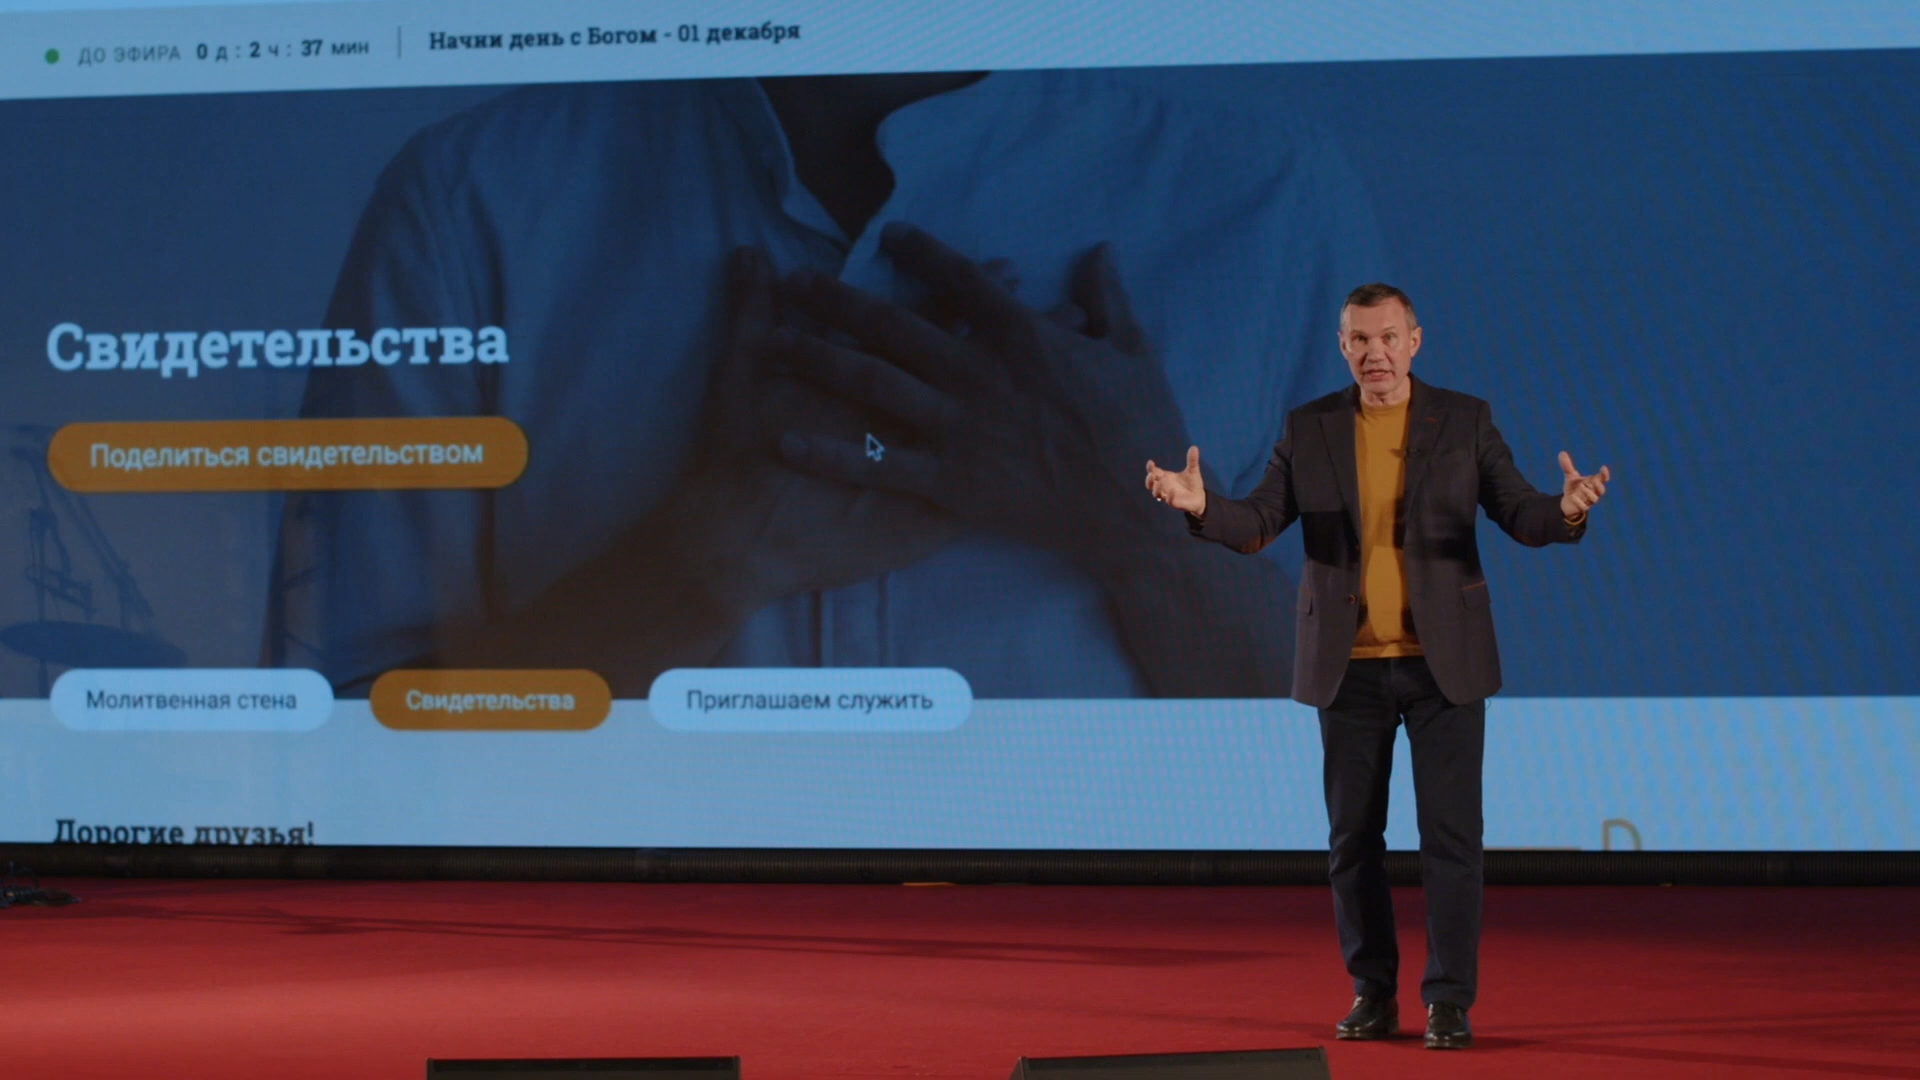 ДО ЭФИРА 0 д : 2 ч : 37 мин
Начни день с Богом - 01 декабря
Свидетельства
Поделиться свидетельством
Молитвенная стена
Свидетельства
Приглашаем служить
Дорогие друзья!